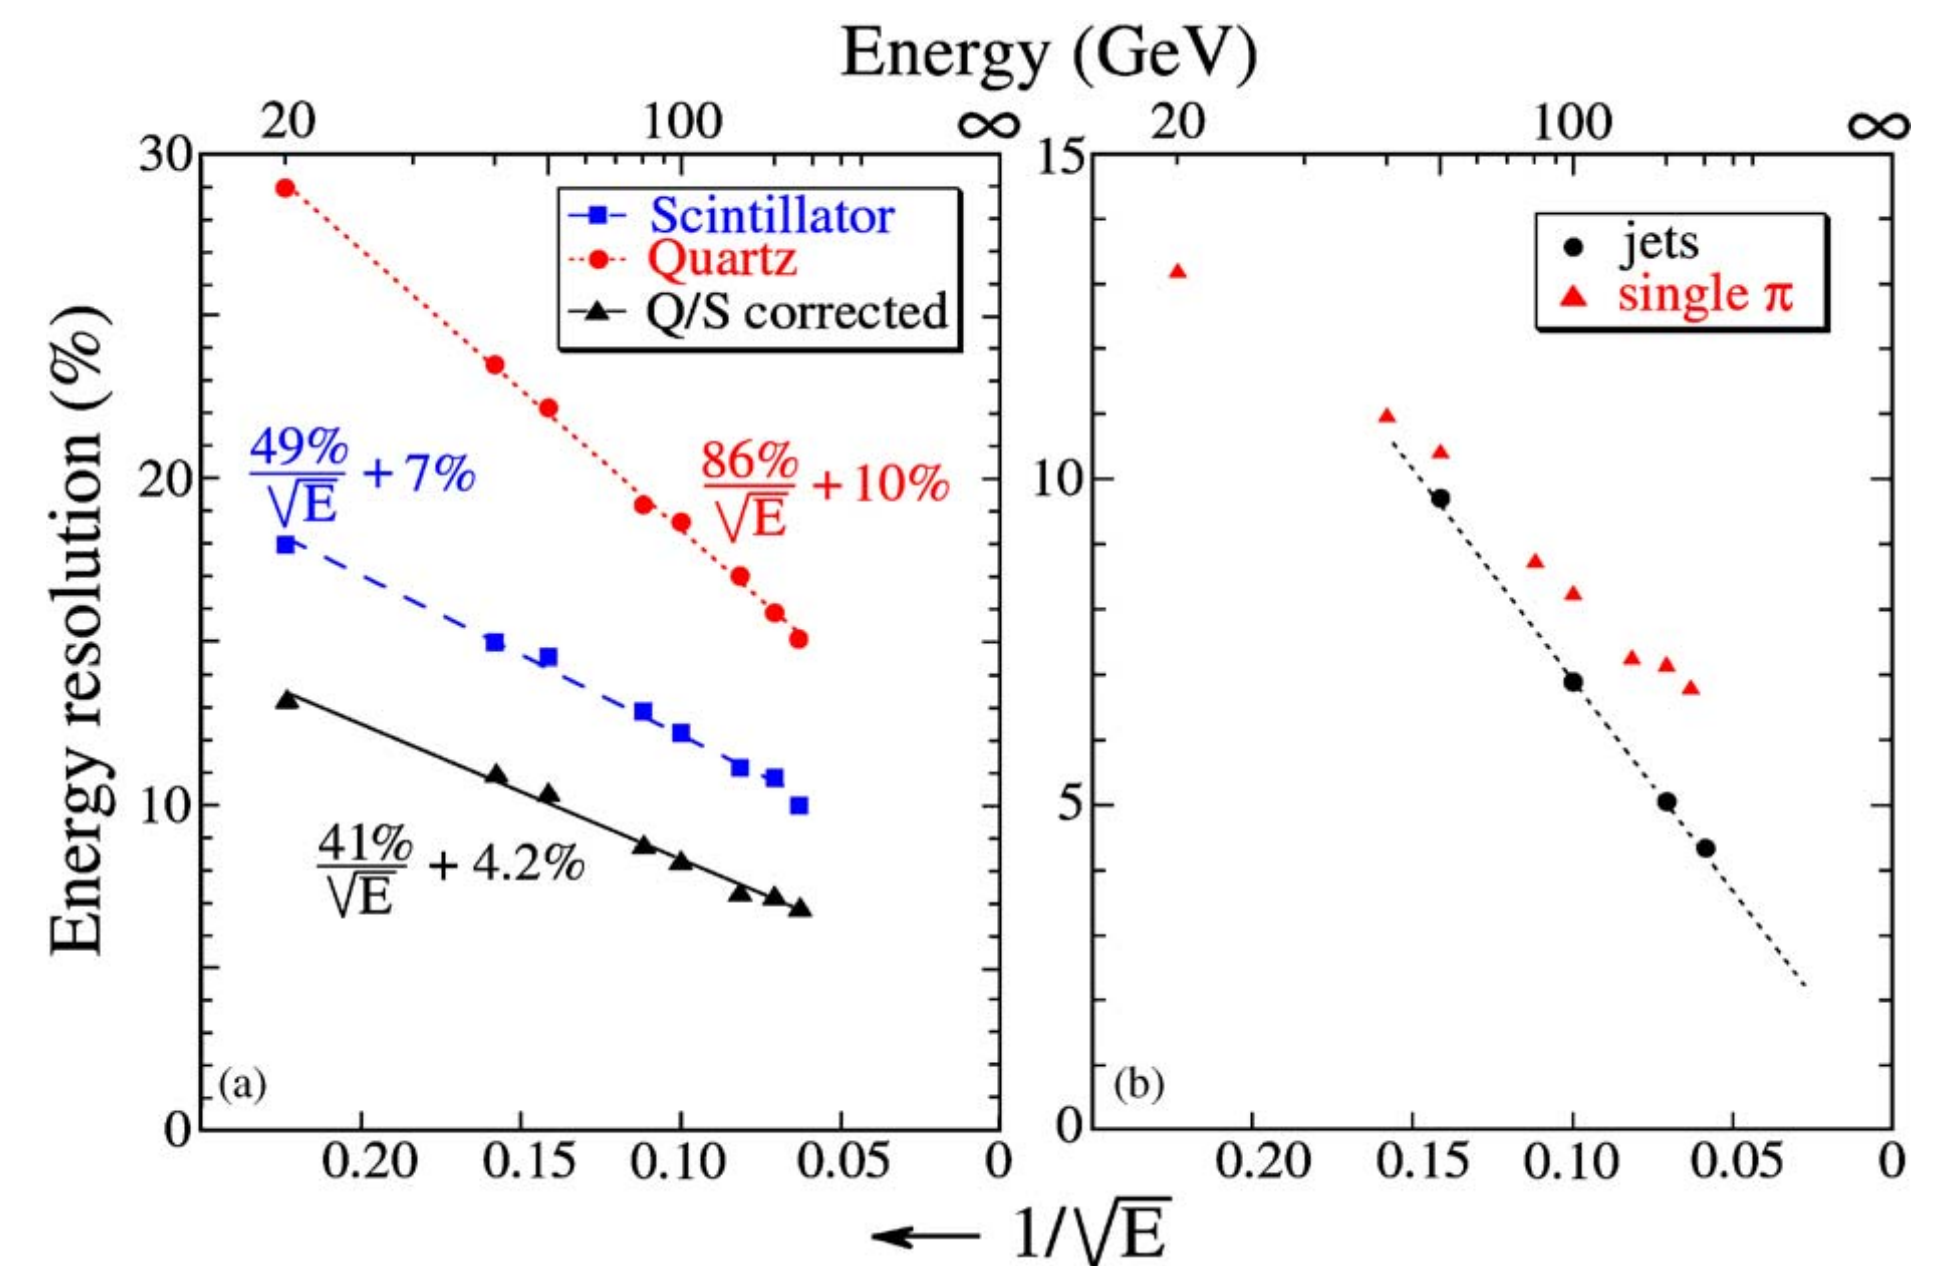 Energy (GeV)
20 100 ∞
20 100 ∞
Energy resolution (%)
30
20
10
0
Scintillator
Quartz
Q/S corrected
49%/√E + 7%
86%/√E + 10%
41%/√E + 4.2%
(a)
0.20 0.15 0.10 0.05 0
15
10
5
0
jets
single π
(b)
0.20 0.15 0.10 0.05 0
← 1/√E